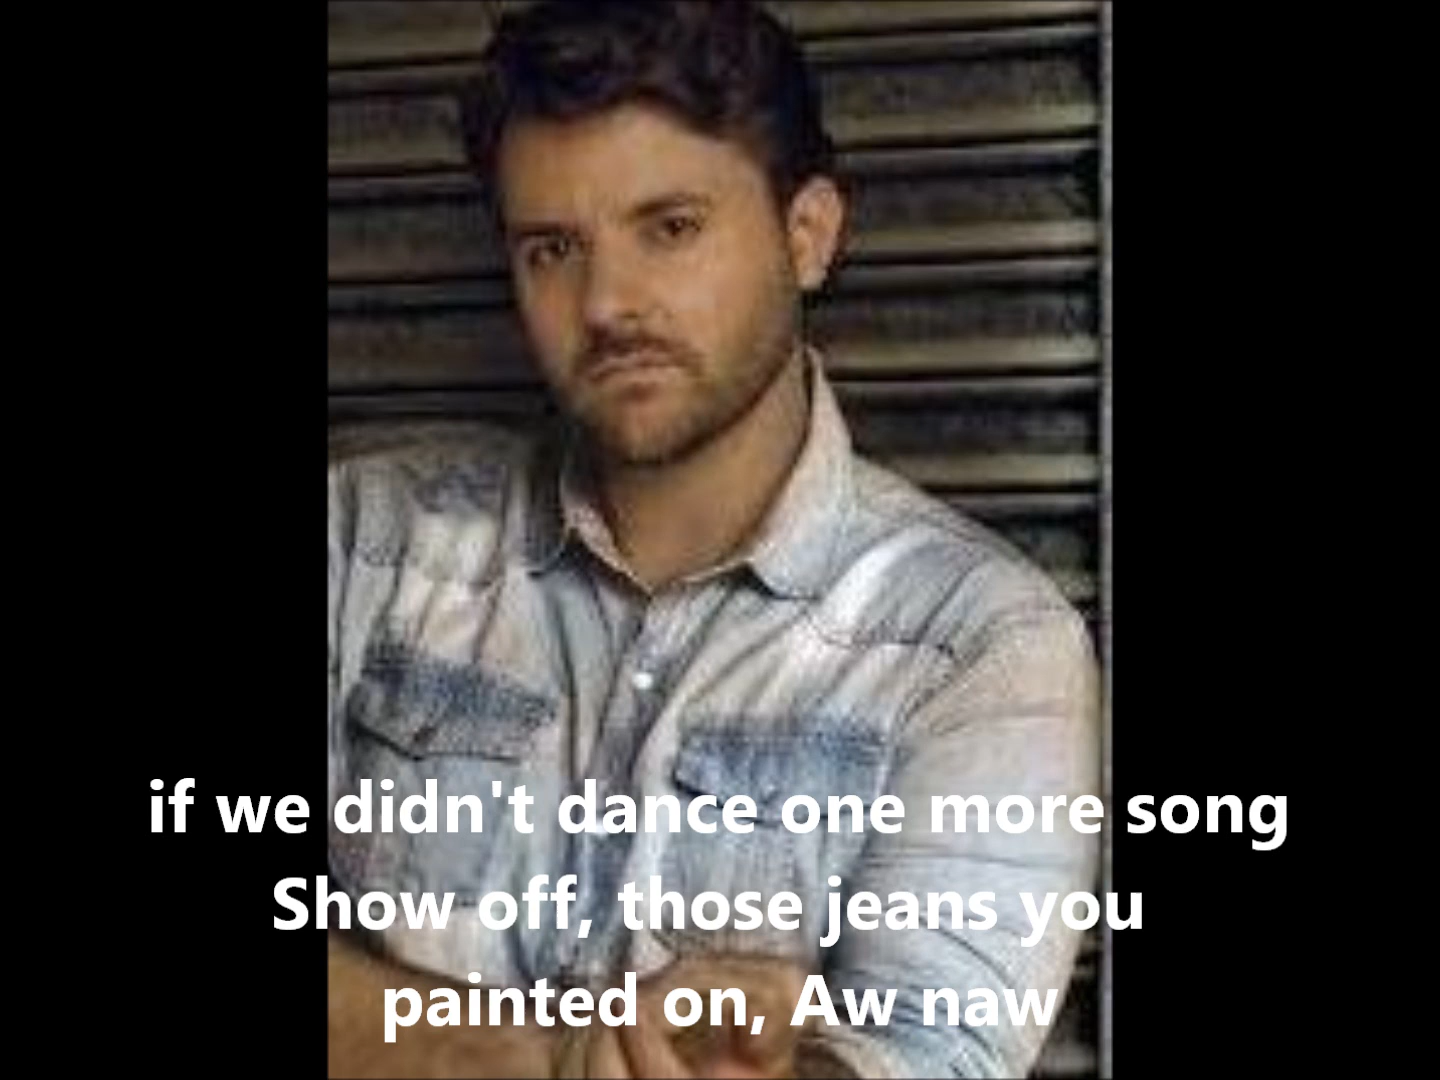 if we didn't dance one more song
Show off, those jeans you
painted on, Aw naw